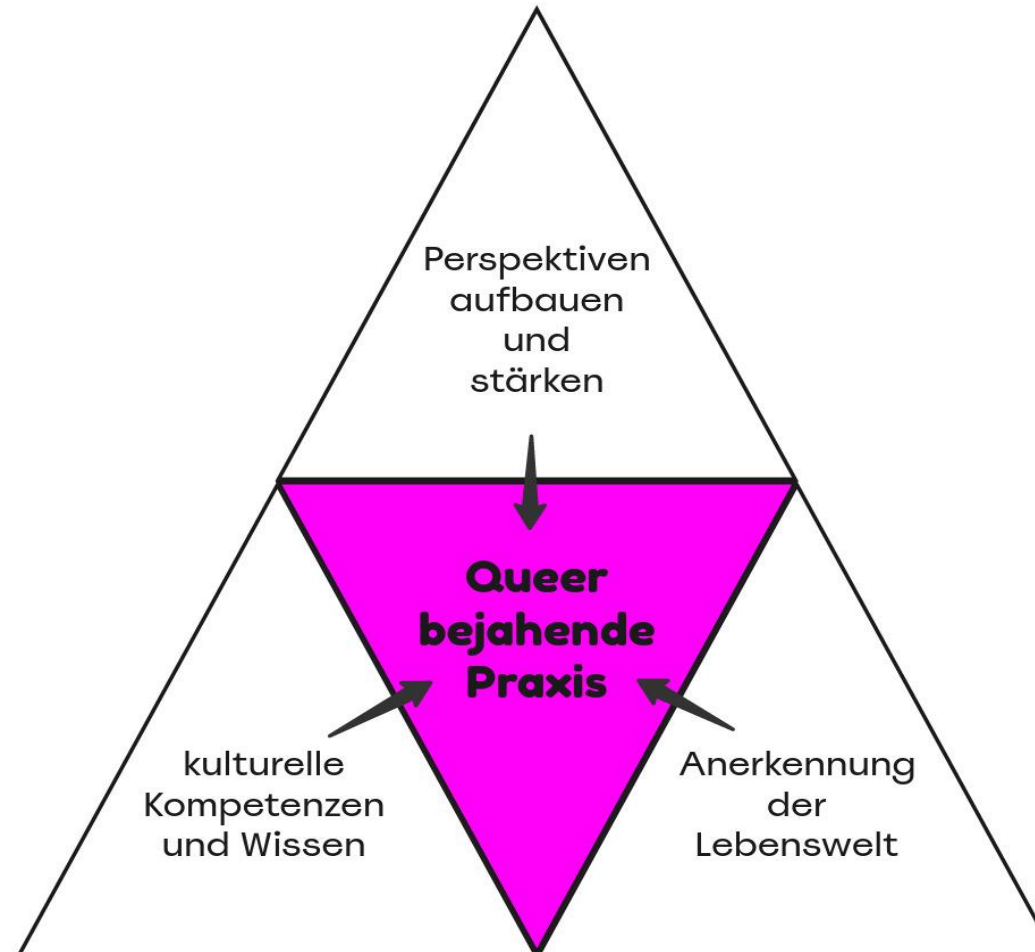 Perspektiven
aufbauen
und
stärken
Queer
bejahende
Praxis
kulturelle
Kompetenzen
und Wissen
Anerkennung
der
Lebenswelt